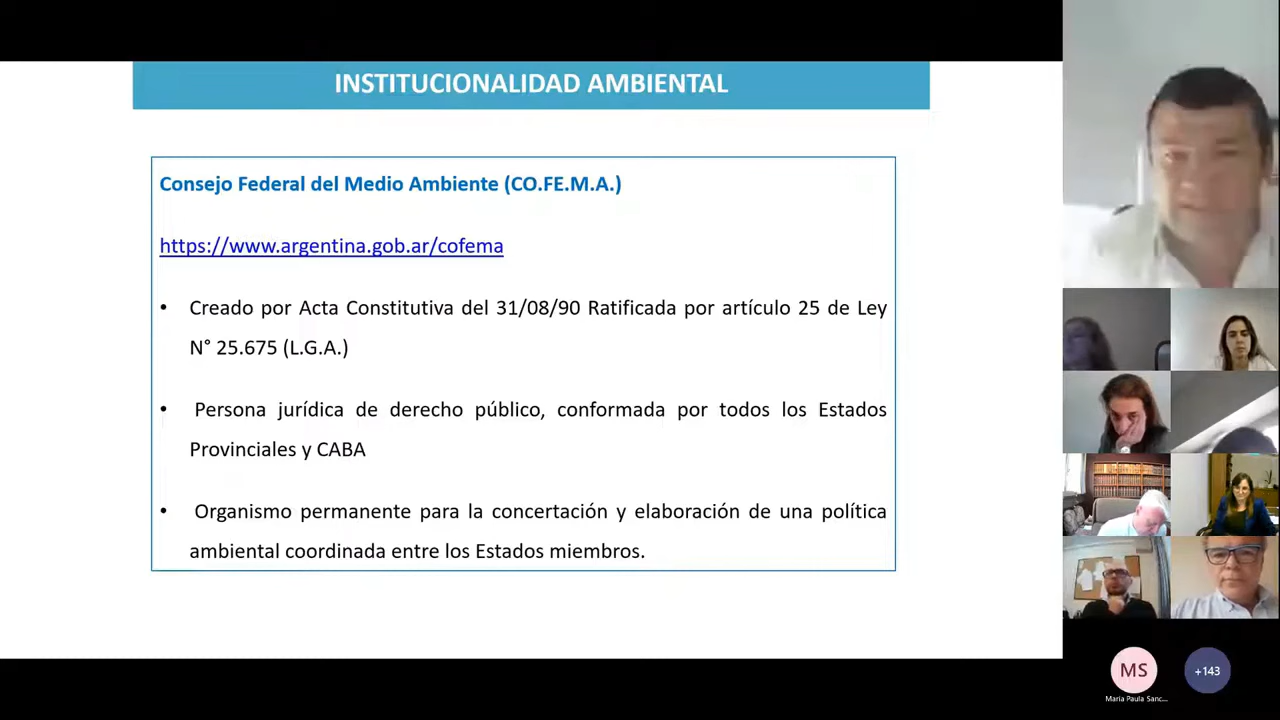 INSTITUCIONALIDAD AMBIENTAL
Consejo Federal del Medio Ambiente (CO.FE.M.A.)
https://www.argentina.gob.ar/cofema
• Creado por Acta Constitutiva del 31/08/90 Ratificada por artículo 25 de Ley
N° 25.675 (L.G.A.)
• Persona jurídica de derecho público, conformada por todos los Estados
Provinciales y CABA
• Organismo permanente para la concertación y elaboración de una política
ambiental coordinada entre los Estados miembros.
MS
+143
Maria Paula Sanc...